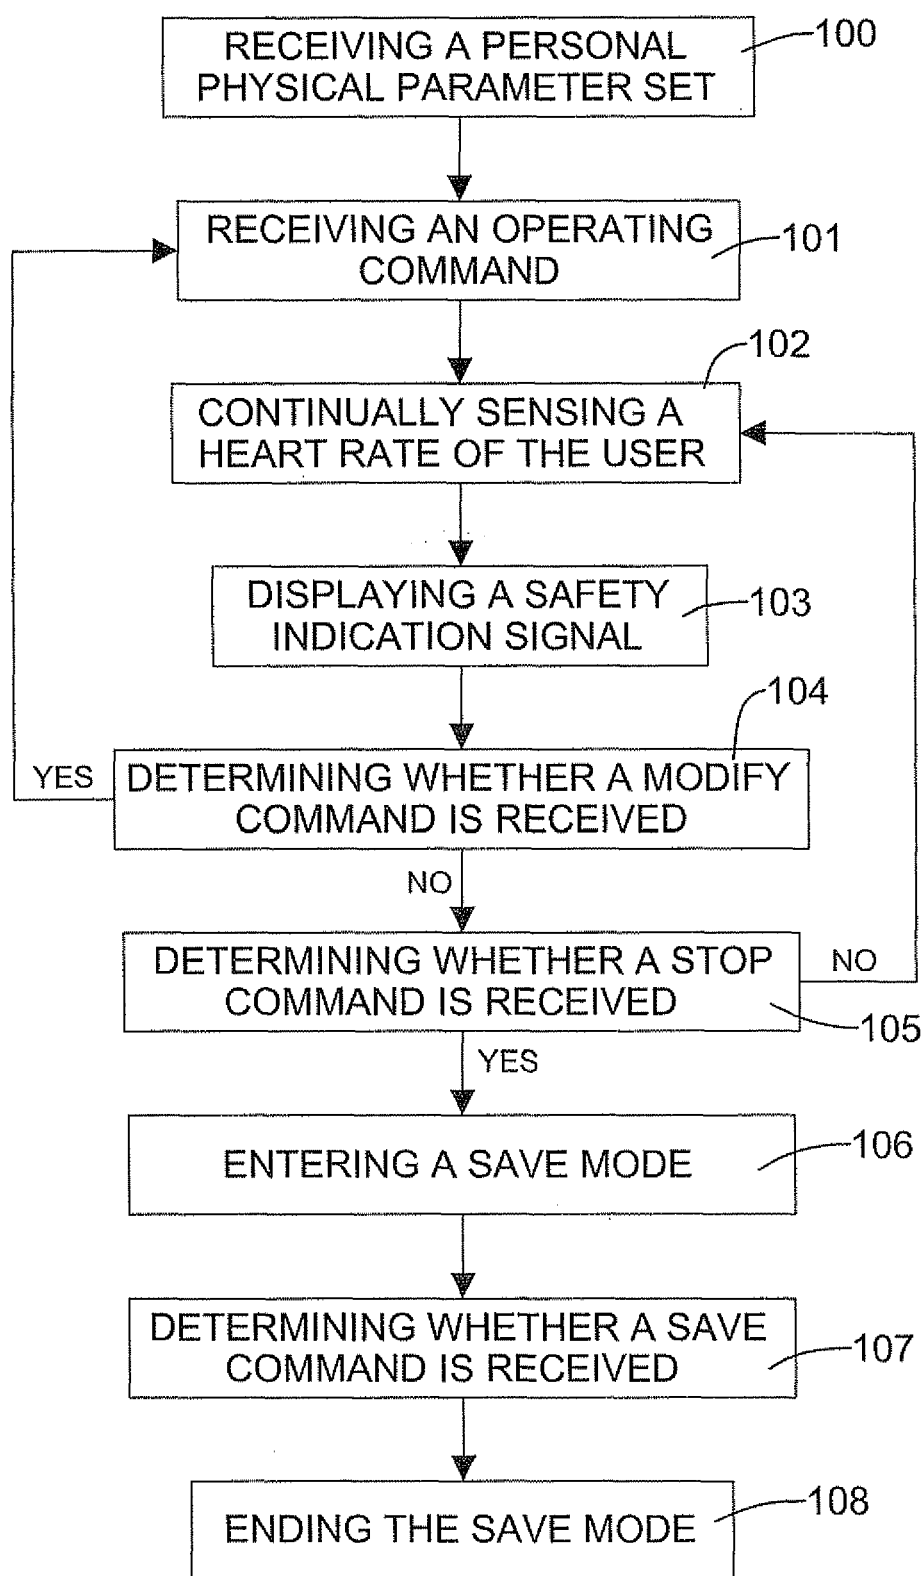 RECEIVING A PERSONAL
PHYSICAL PARAMETER SET
100
RECEIVING AN OPERATING
COMMAND
101
102
CONTINUALLY SENSING A
HEART RATE OF THE USER
DISPLAYING A SAFETY
INDICATION SIGNAL
103
104
YES
DETERMINING WHETHER A MODIFY
COMMAND IS RECEIVED
NO
DETERMINING WHETHER A STOP
COMMAND IS RECEIVED
NO
105
YES
ENTERING A SAVE MODE
106
DETERMINING WHETHER A SAVE
COMMAND IS RECEIVED
107
ENDING THE SAVE MODE
108